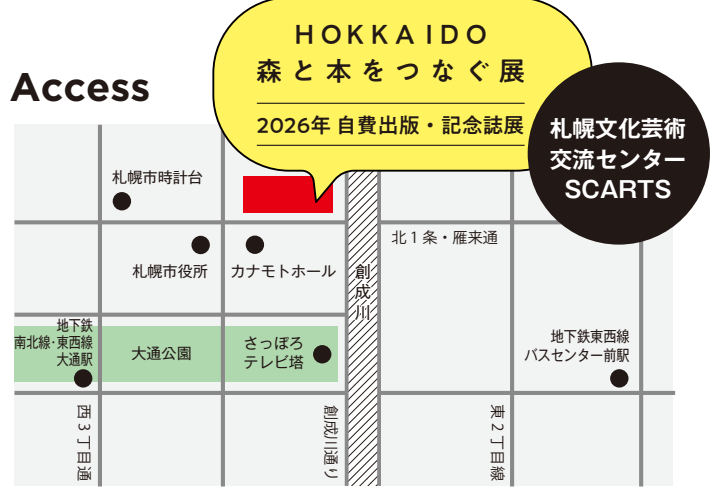 HOKKAIDO
森と本をつなぐ展
2026年 自費出版・記念誌展
Access
札幌文化芸術
交流センター
SCARTS
札幌市時計台
北1条・雁来通
札幌市役所
カナモトホール
創成川
地下鉄
南北線・東西線
大通駅
大通公園
さっぽろ
テレビ塔
地下鉄東西線
バスセンター前駅
西3丁目通
創成川通り
東2丁目線